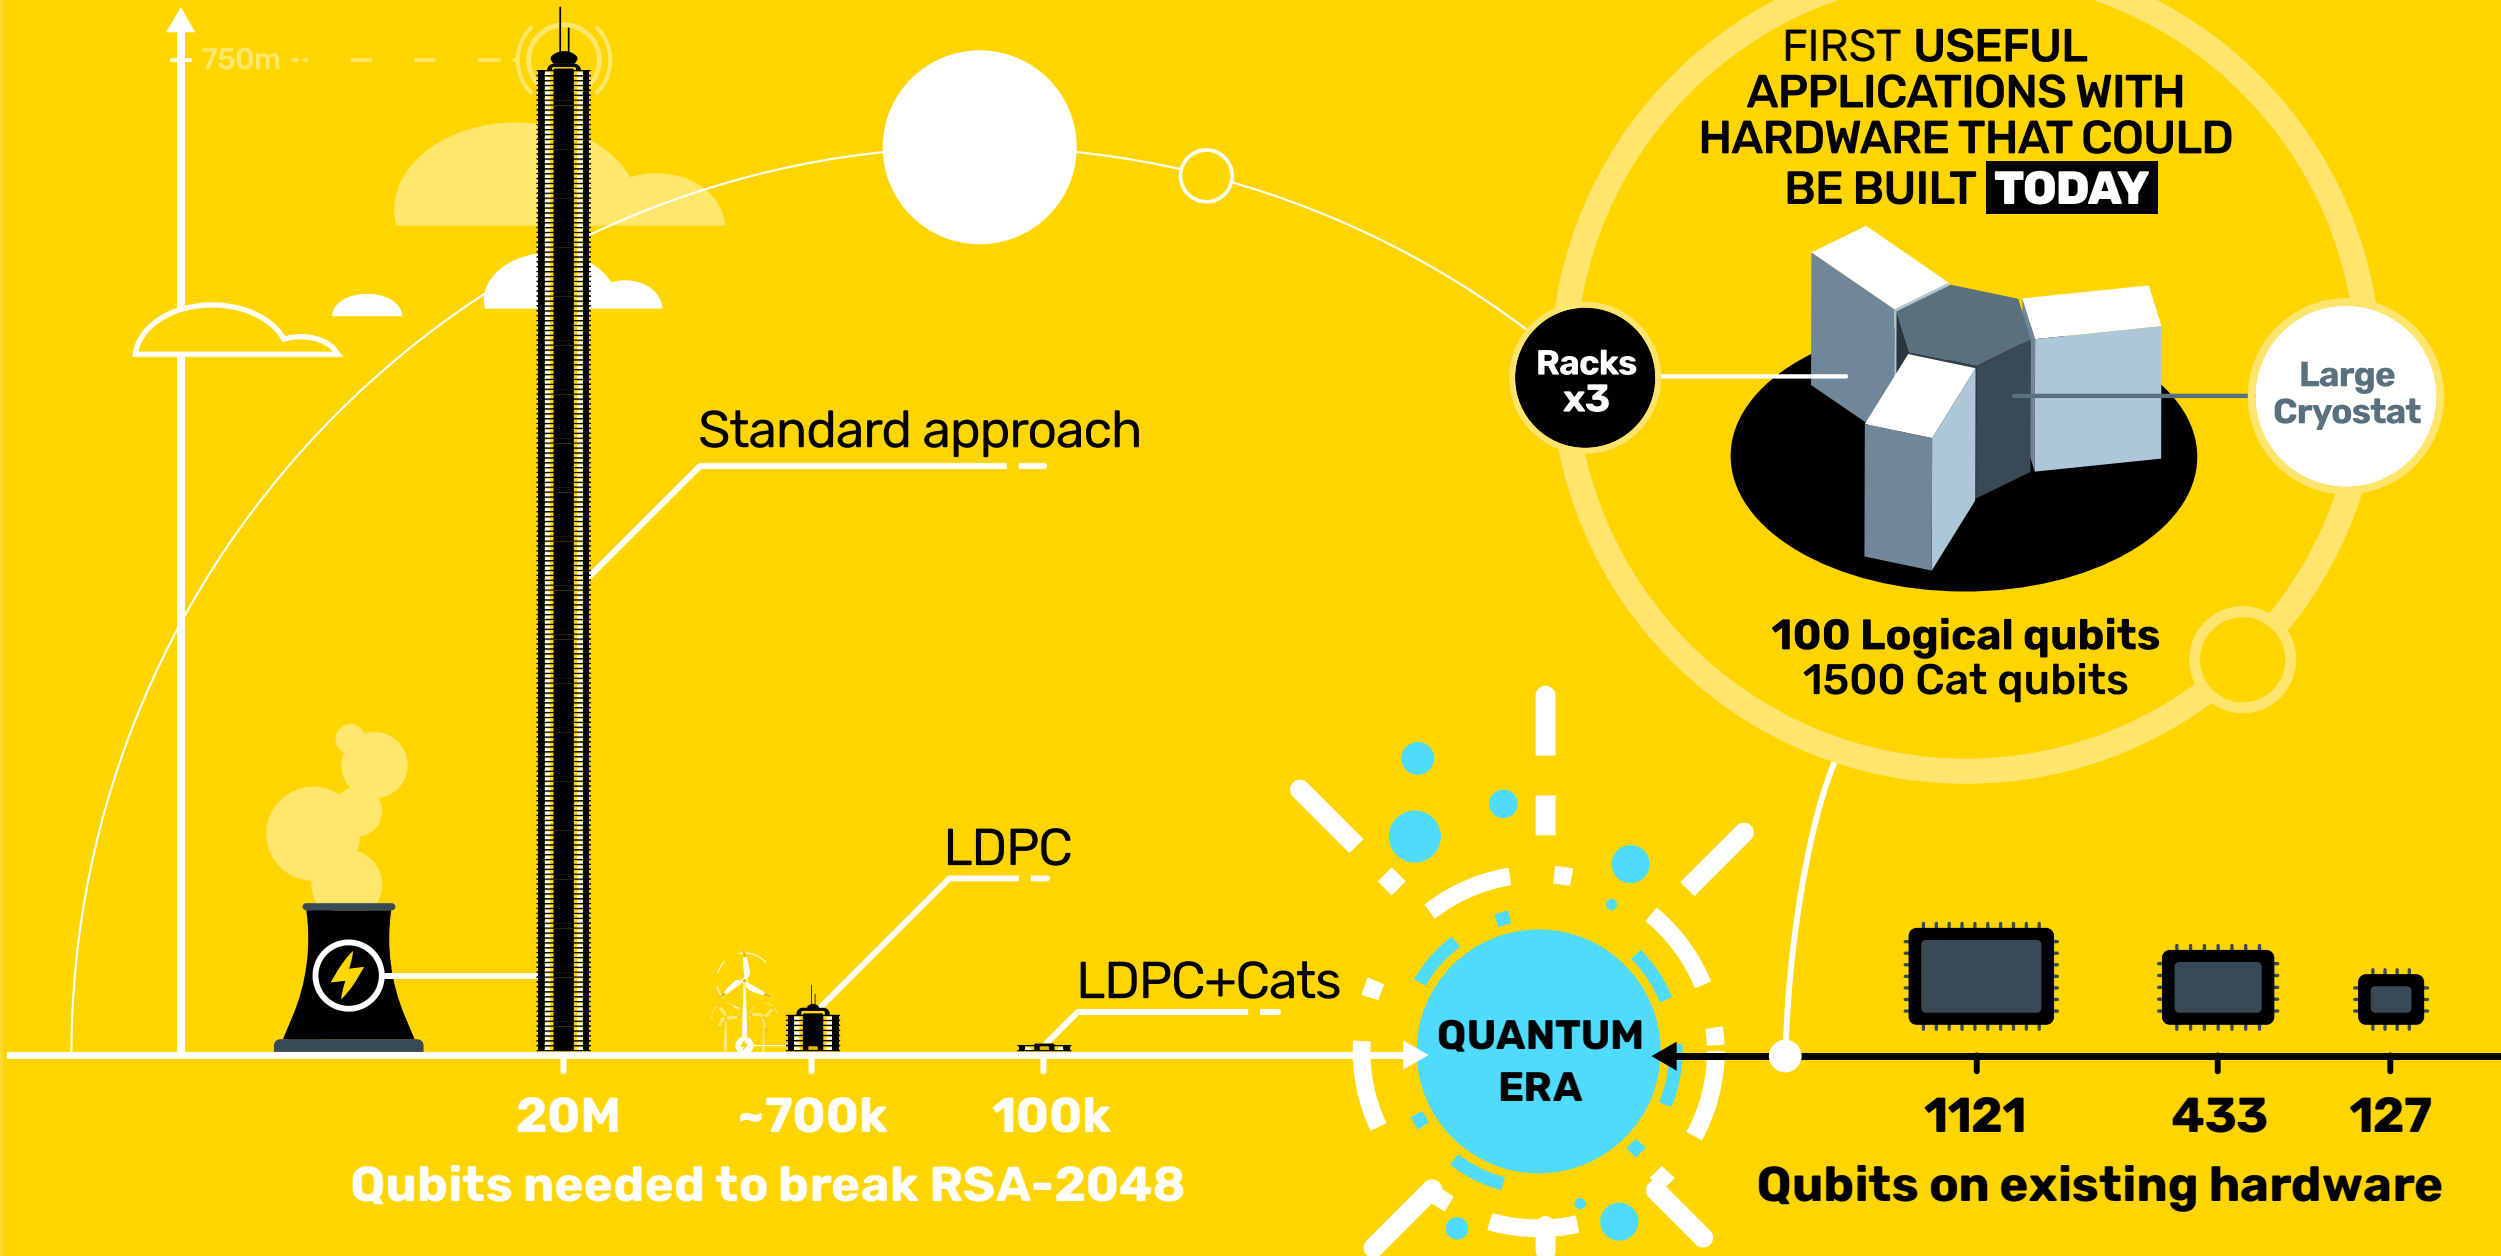 750m
FIRST USEFUL
APPLICATIONS WITH
HARDWARE THAT COULD
BE BUILT TODAY
Racks
x3
Large
Cryostat
Standard approach
100 Logical qubits
1500 Cat qubits
LDPC
LDPC+Cats
QUANTUM
ERA
20M
~700k
100k
1121
433
127
Qubits needed to break RSA-2048
Qubits on existing hardware